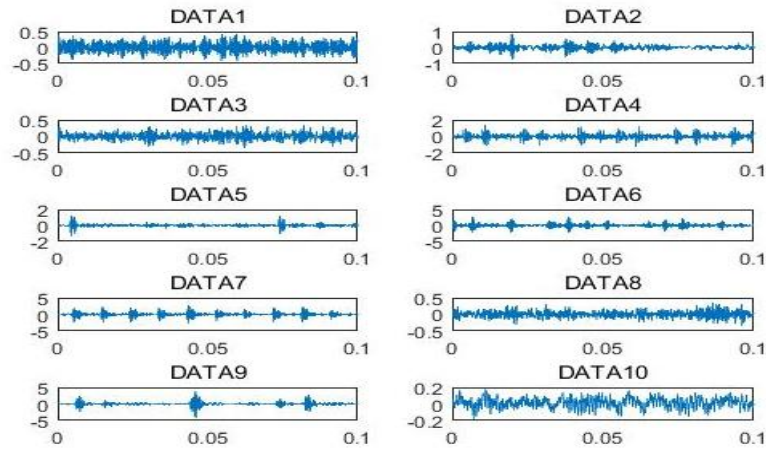 DATA1 DATA2
0.5 1
0 0
-0.5 -1
0 0.05 0.1 0 0.05 0.1
DATA3 DATA4
0.5 2
0 0
-0.5 -2
0 0.05 0.1 0 0.05 0.1
DATA5 DATA6
2 5
0 0
-2 -5
0 0.05 0.1 0 0.05 0.1
DATA7 DATA8
5 0.5
0 0
-5 -0.5
0 0.05 0.1 0 0.05 0.1
DATA9 DATA10
5 0.2
0 0
-5 -0.2
0 0.05 0.1 0 0.05 0.1